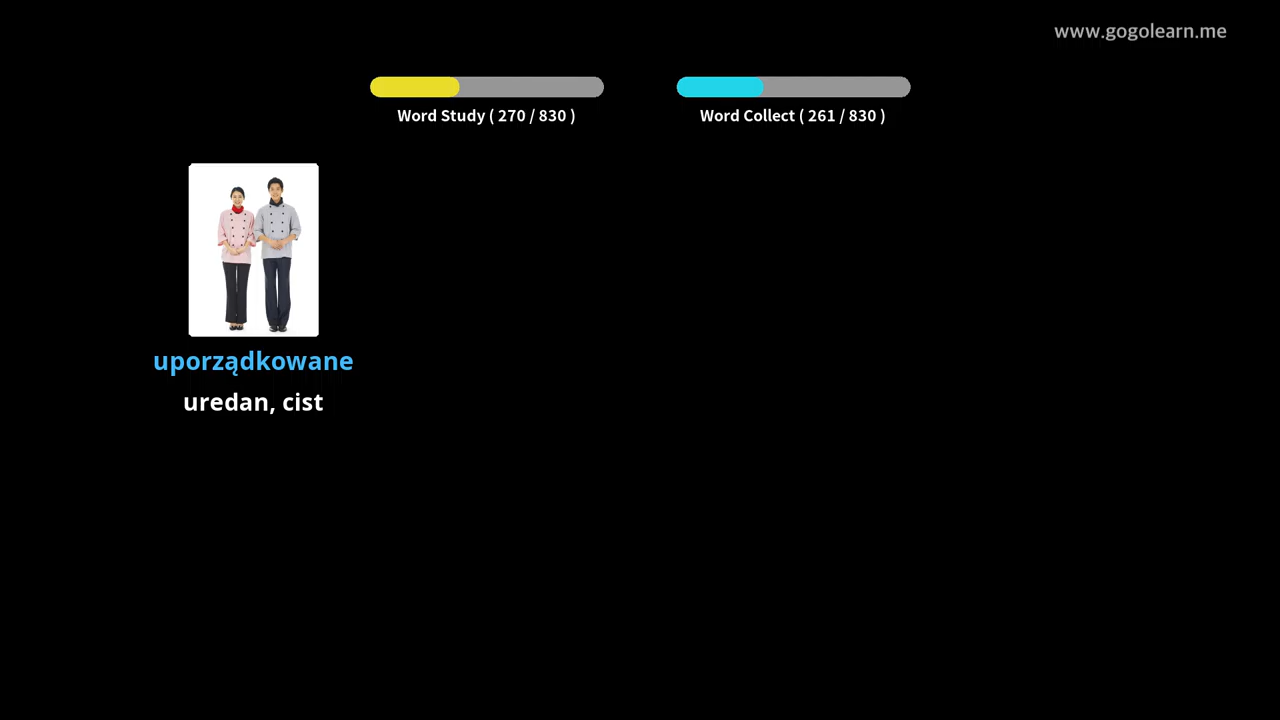 www.gogolearn.me
Word Study ( 270 / 830 )
Word Collect ( 261 / 830 )
uporządkowane
uredan, cist